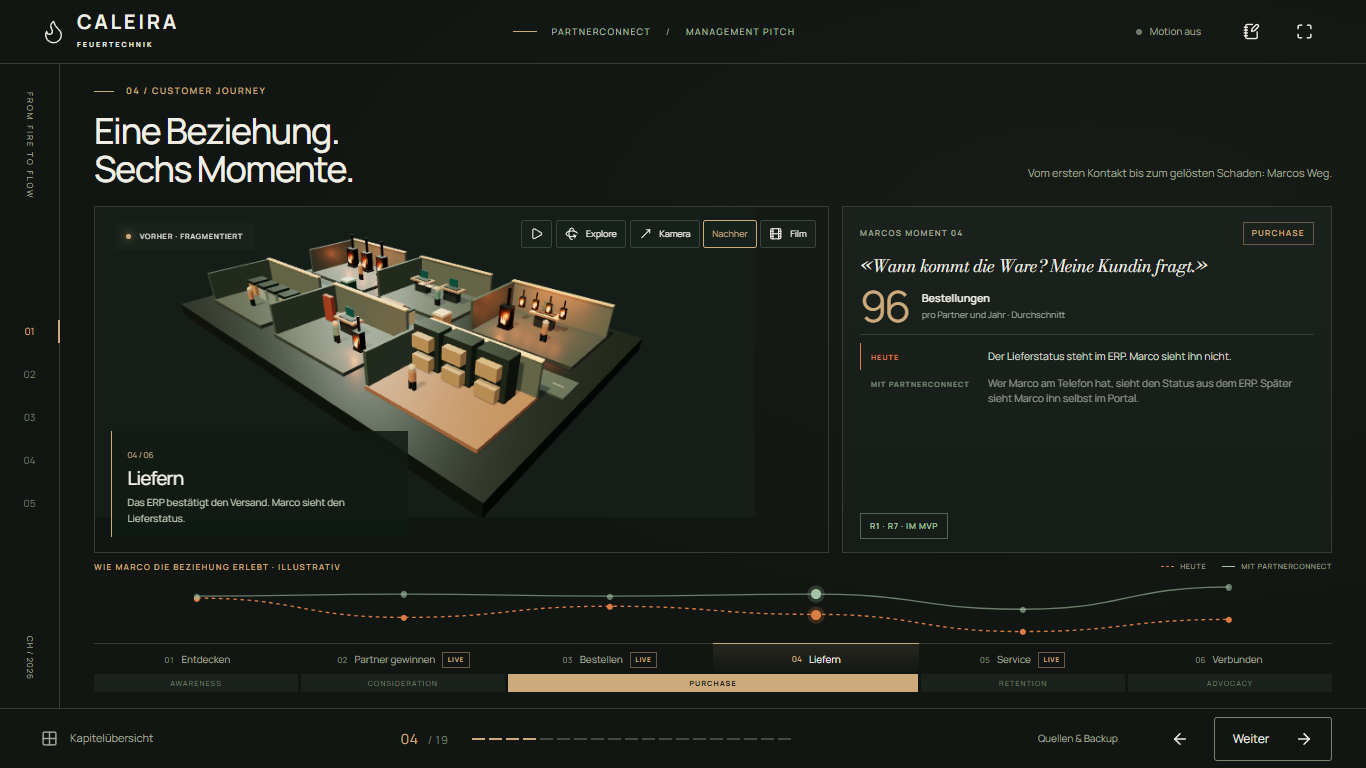 CALEIRA
FEUERTECHNIK
PARTNERCONNECT / MANAGEMENT PITCH
Motion aus
FROM FIRE TO FLOW
01
02
03
04
05
CH / 2026
04 / CUSTOMER JOURNEY
Eine Beziehung.
Sechs Momente.
Vom ersten Kontakt bis zum gelösten Schaden: Marcos Weg.
VORHER · FRAGMENTIERT
Explore
Kamera
Nachher
Film
04 / 06
Liefern
Das ERP bestätigt den Versand. Marco sieht den
Lieferstatus.
MARCOS MOMENT 04
PURCHASE
«Wann kommt die Ware? Meine Kundin fragt.»
96
Bestellungen
pro Partner und Jahr · Durchschnitt
HEUTE
Der Lieferstatus steht im ERP. Marco sieht ihn nicht.
MIT PARTNERCONNECT
Wer Marco am Telefon hat, sieht den Status aus dem ERP. Später
sieht Marco ihn selbst im Portal.
R1 · R7 · IM MVP
WIE MARCO DIE BEZIEHUNG ERLEBT · ILLUSTRATIV
HEUTE
MIT PARTNERCONNECT
01 Entdecken
02 Partner gewinnen LIVE
03 Bestellen LIVE
04 Liefern
05 Service LIVE
06 Verbunden
AWARENESS
CONSIDERATION
PURCHASE
RETENTION
ADVOCACY
Kapitelübersicht
04 / 19
Quellen & Backup
Weiter